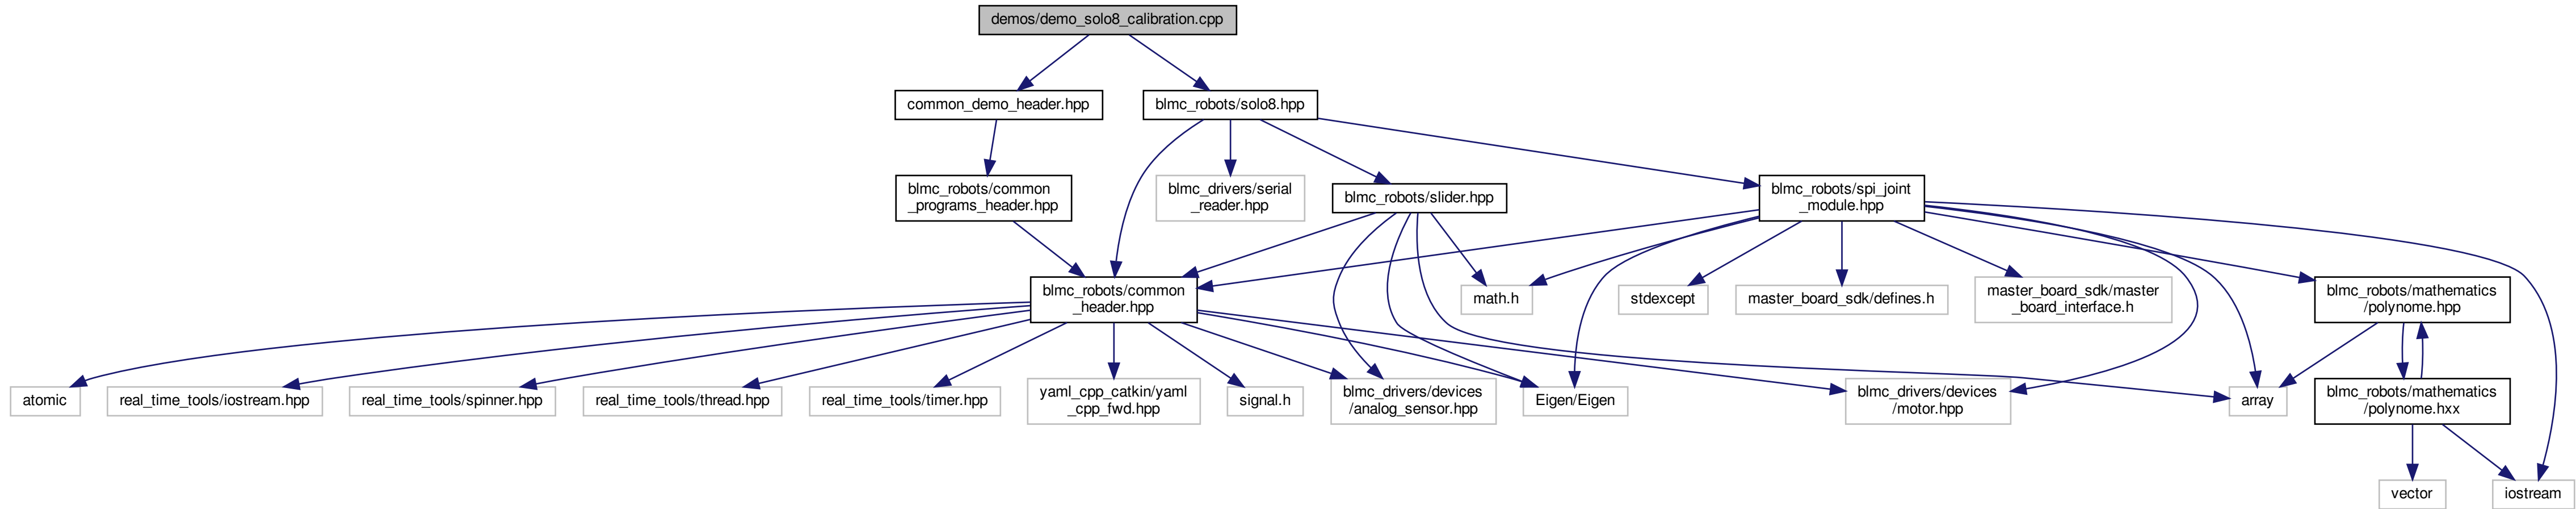 demos/demo_solo8_calibration.cpp
common_demo_header.hpp
blmc_robots/solo8.hpp
blmc_robots/common
_programs_header.hpp
blmc_drivers/serial
_reader.hpp
blmc_robots/slider.hpp
blmc_robots/spi_joint
_module.hpp
blmc_robots/common
_header.hpp
math.h
stdexcept
master_board_sdk/defines.h
master_board_sdk/master
_board_interface.h
blmc_robots/mathematics
/polynome.hpp
atomic
real_time_tools/iostream.hpp
real_time_tools/spinner.hpp
real_time_tools/thread.hpp
real_time_tools/timer.hpp
yaml_cpp_catkin/yaml
_cpp_fwd.hpp
signal.h
blmc_drivers/devices
/analog_sensor.hpp
Eigen/Eigen
blmc_drivers/devices
/motor.hpp
array
blmc_robots/mathematics
/polynome.hxx
vector
iostream